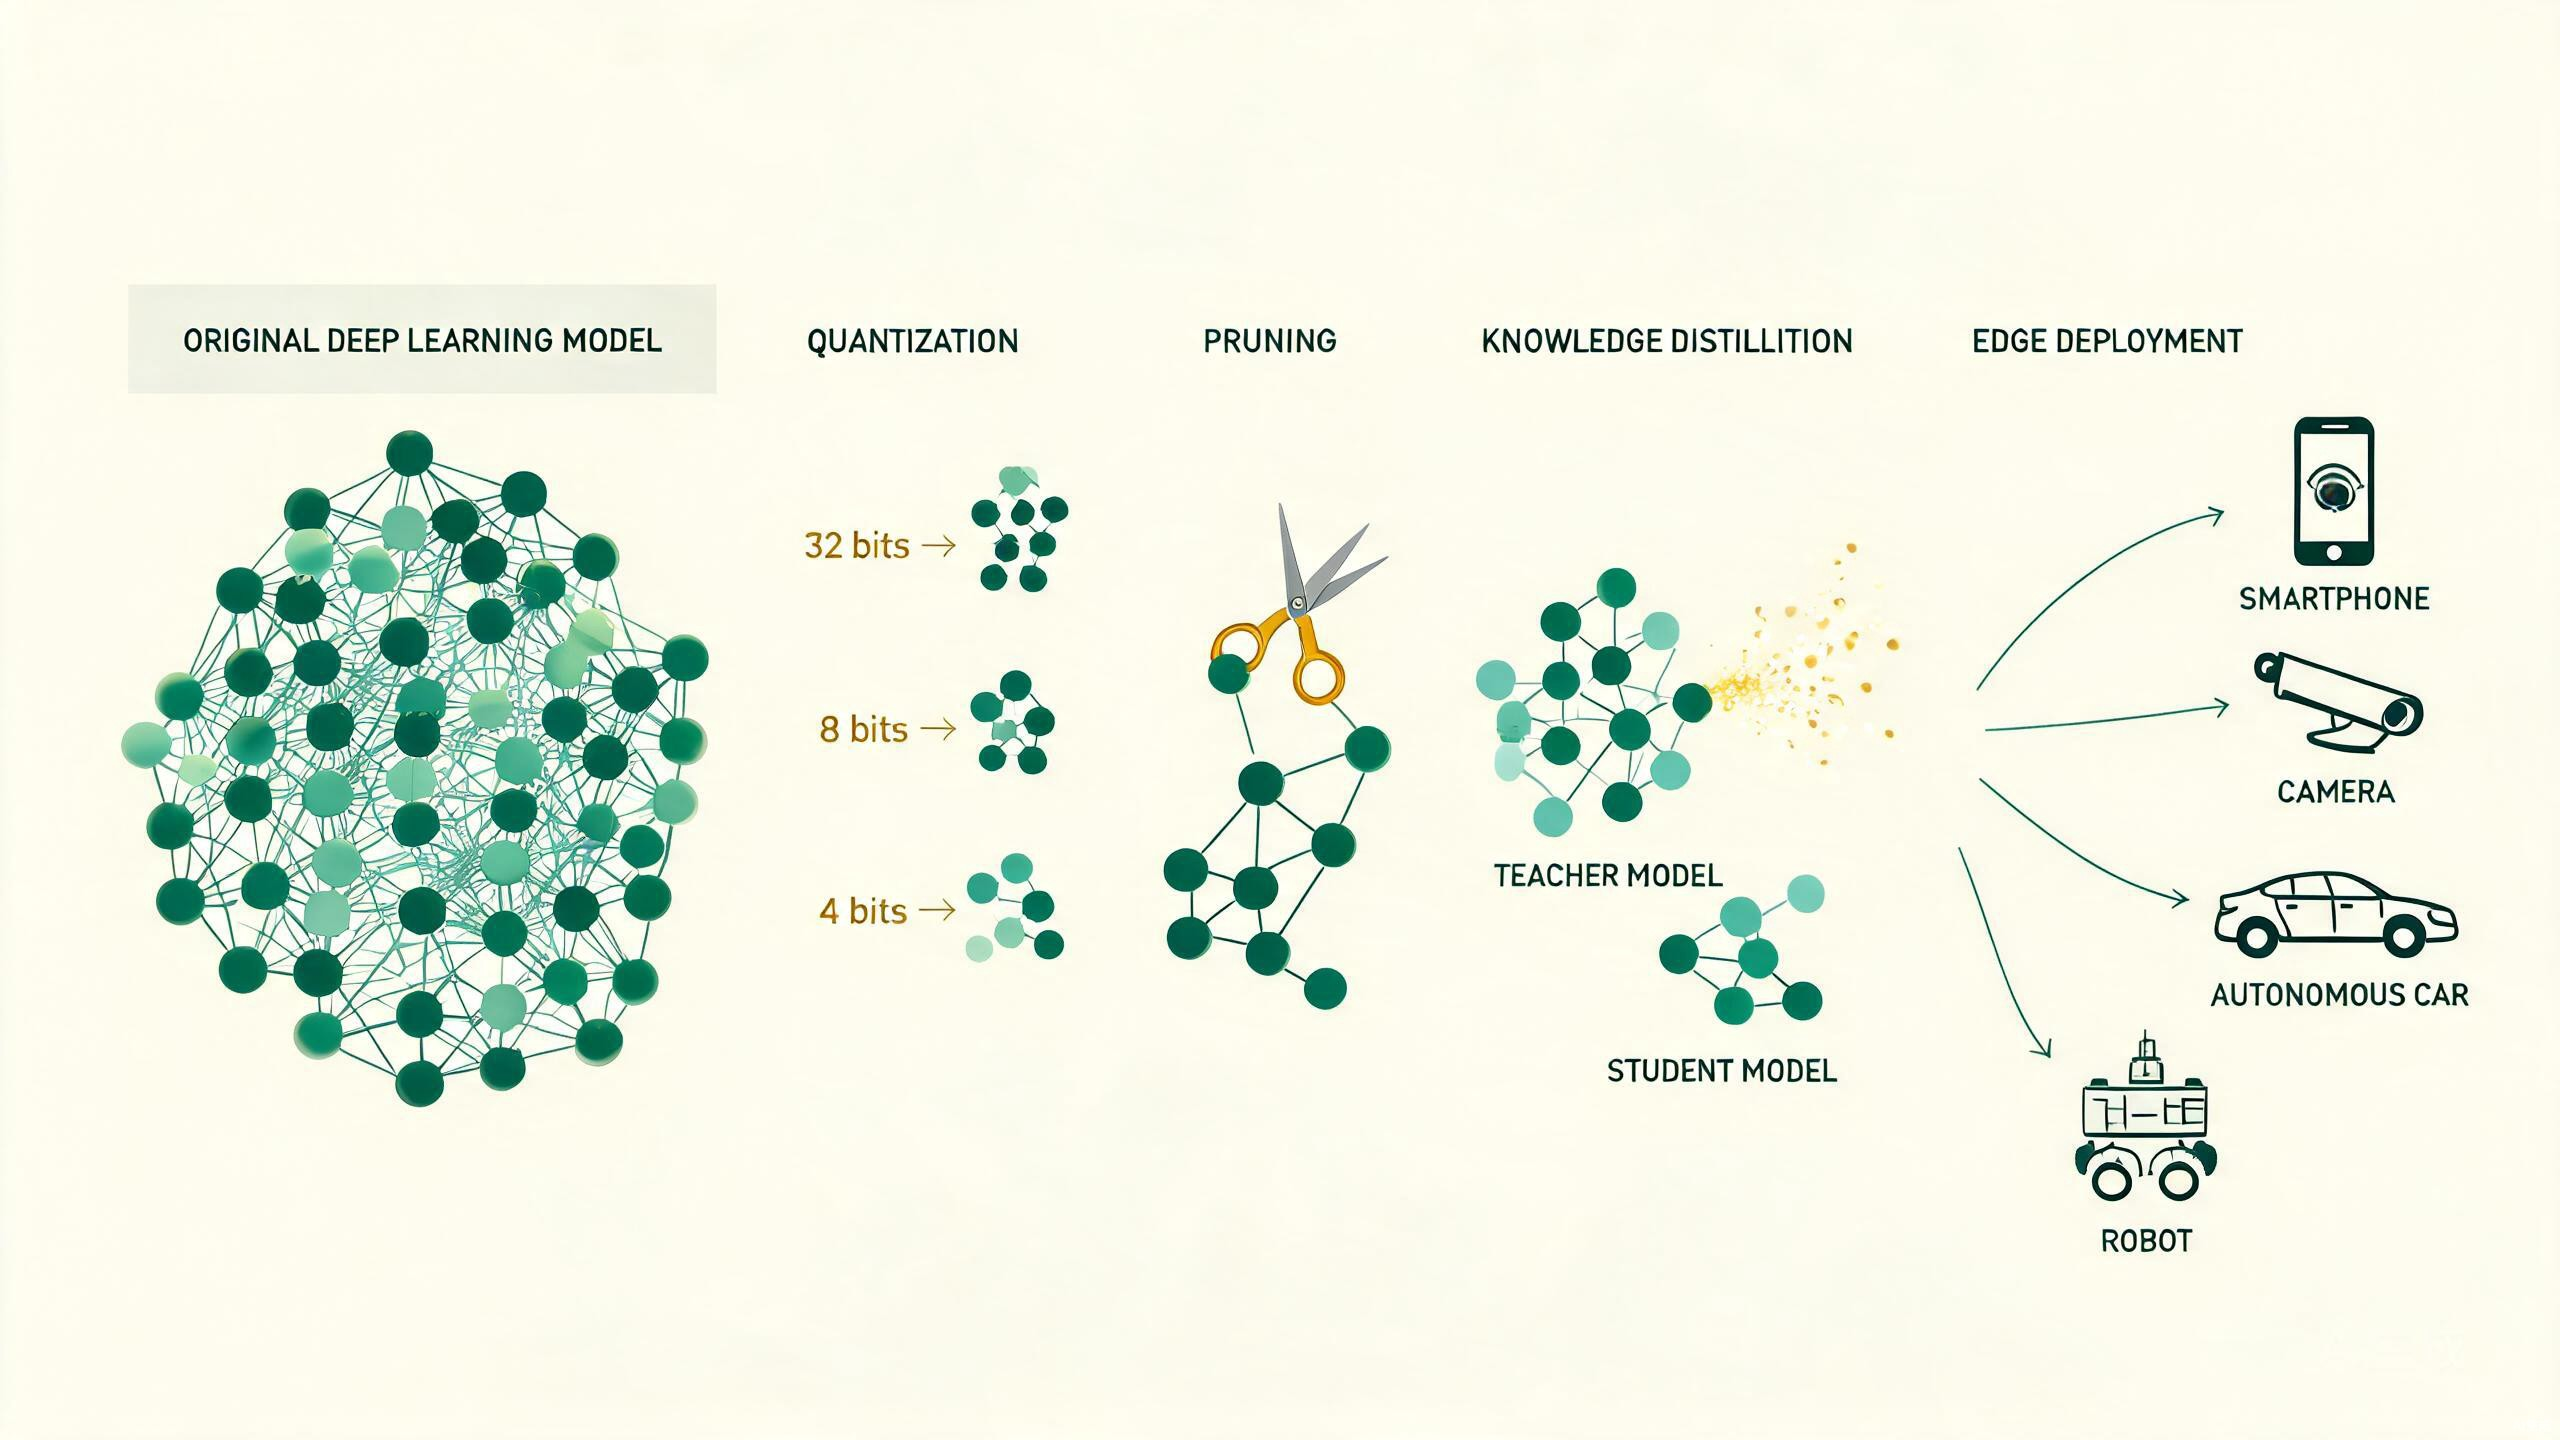 ORIGINAL DEEP LEARNING MODEL
QUANTIZATION
PRUNING
KNOWLEDGE DISTILLITION
EDGE DEPLOYMENT
32 bits →
8 bits →
4 bits →
TEACHER MODEL
STUDENT MODEL
SMARTPHONE
CAMERA
AUTONOMOUS CAR
ROBOT